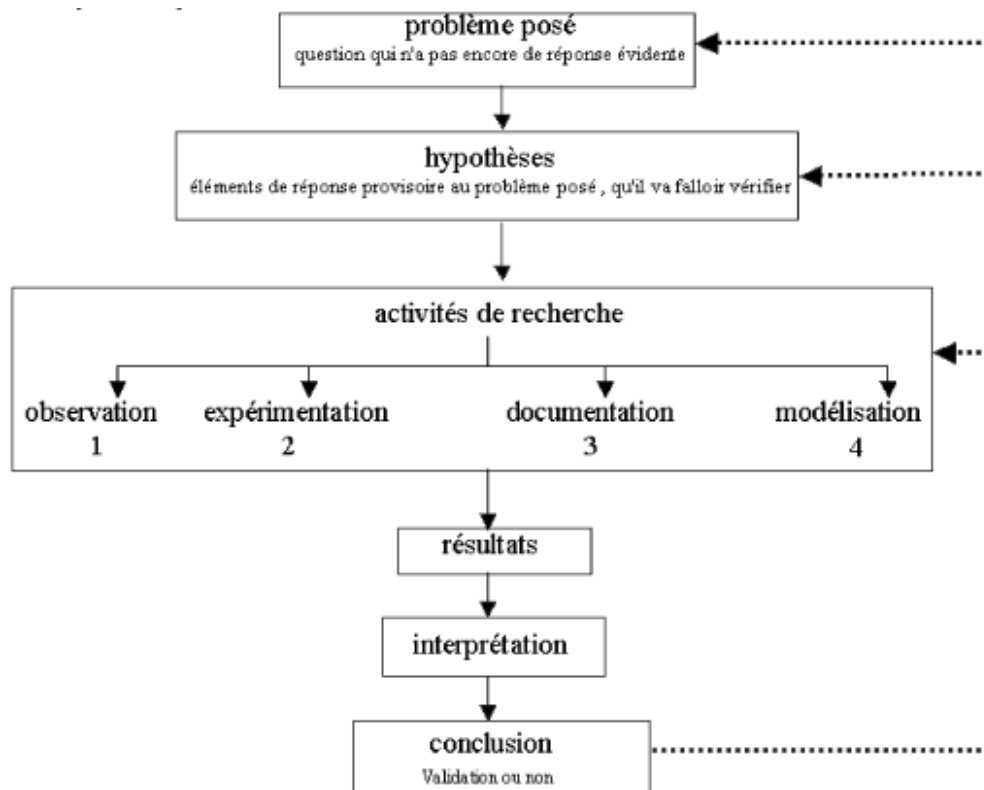 problème posé
question qui n'a pas encore de réponse évidente
hypothèses
éléments de réponse provisoire au problème posé , qu'il va falloir vérifier
activités de recherche
observation expérimentation documentation modélisation
1 2 3 4
résultats
interprétation
conclusion
Validation ou non